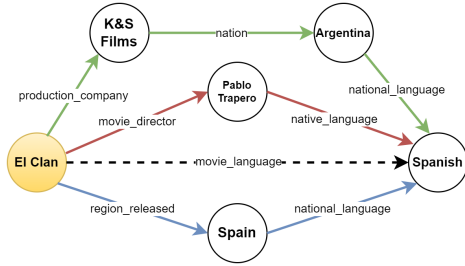 K&S
Films
nation
Argentina
production_company
national_language
Pablo
Trapero
movie_director
native_language
El Clan
movie_language
Spanish
region_released
national_language
Spain